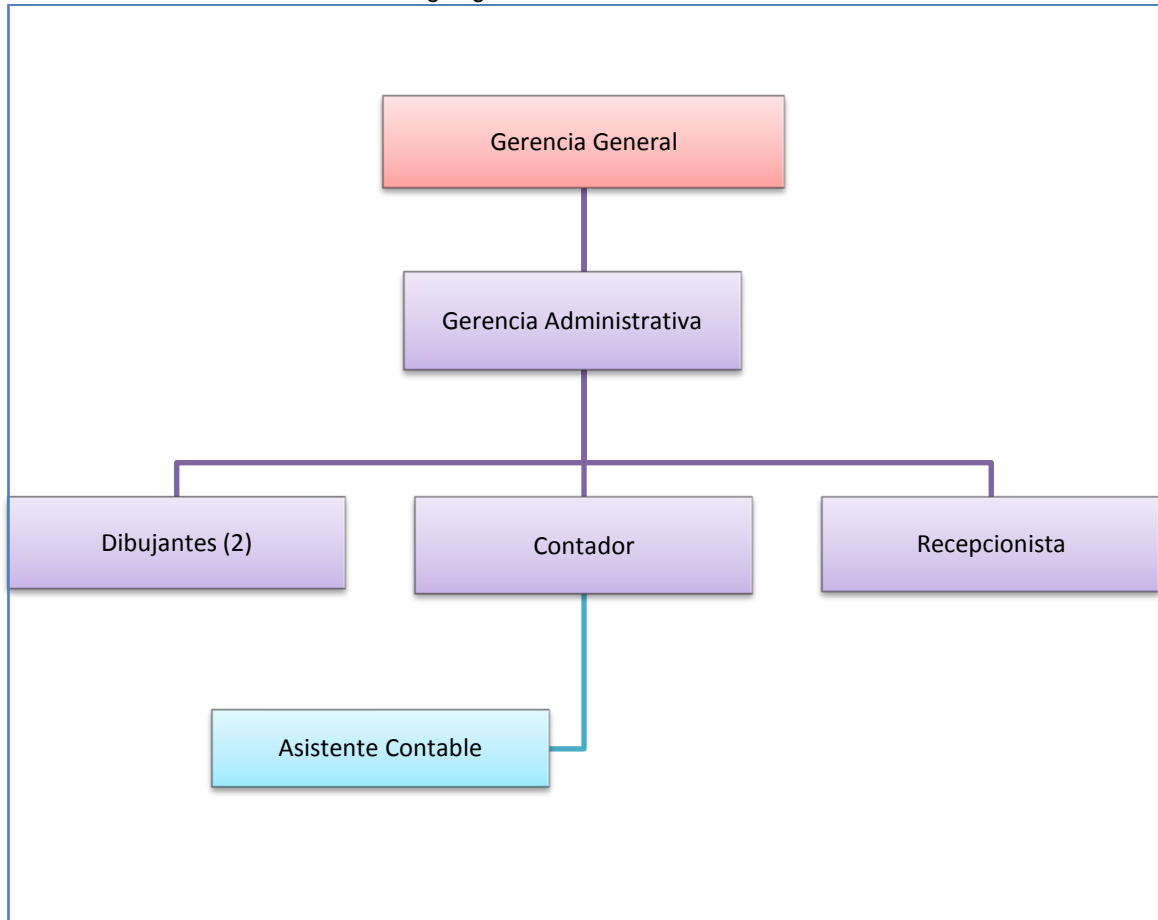 Gerencia General
Gerencia Administrativa
Dibujantes (2)
Contador
Recepcionista
Asistente Contable